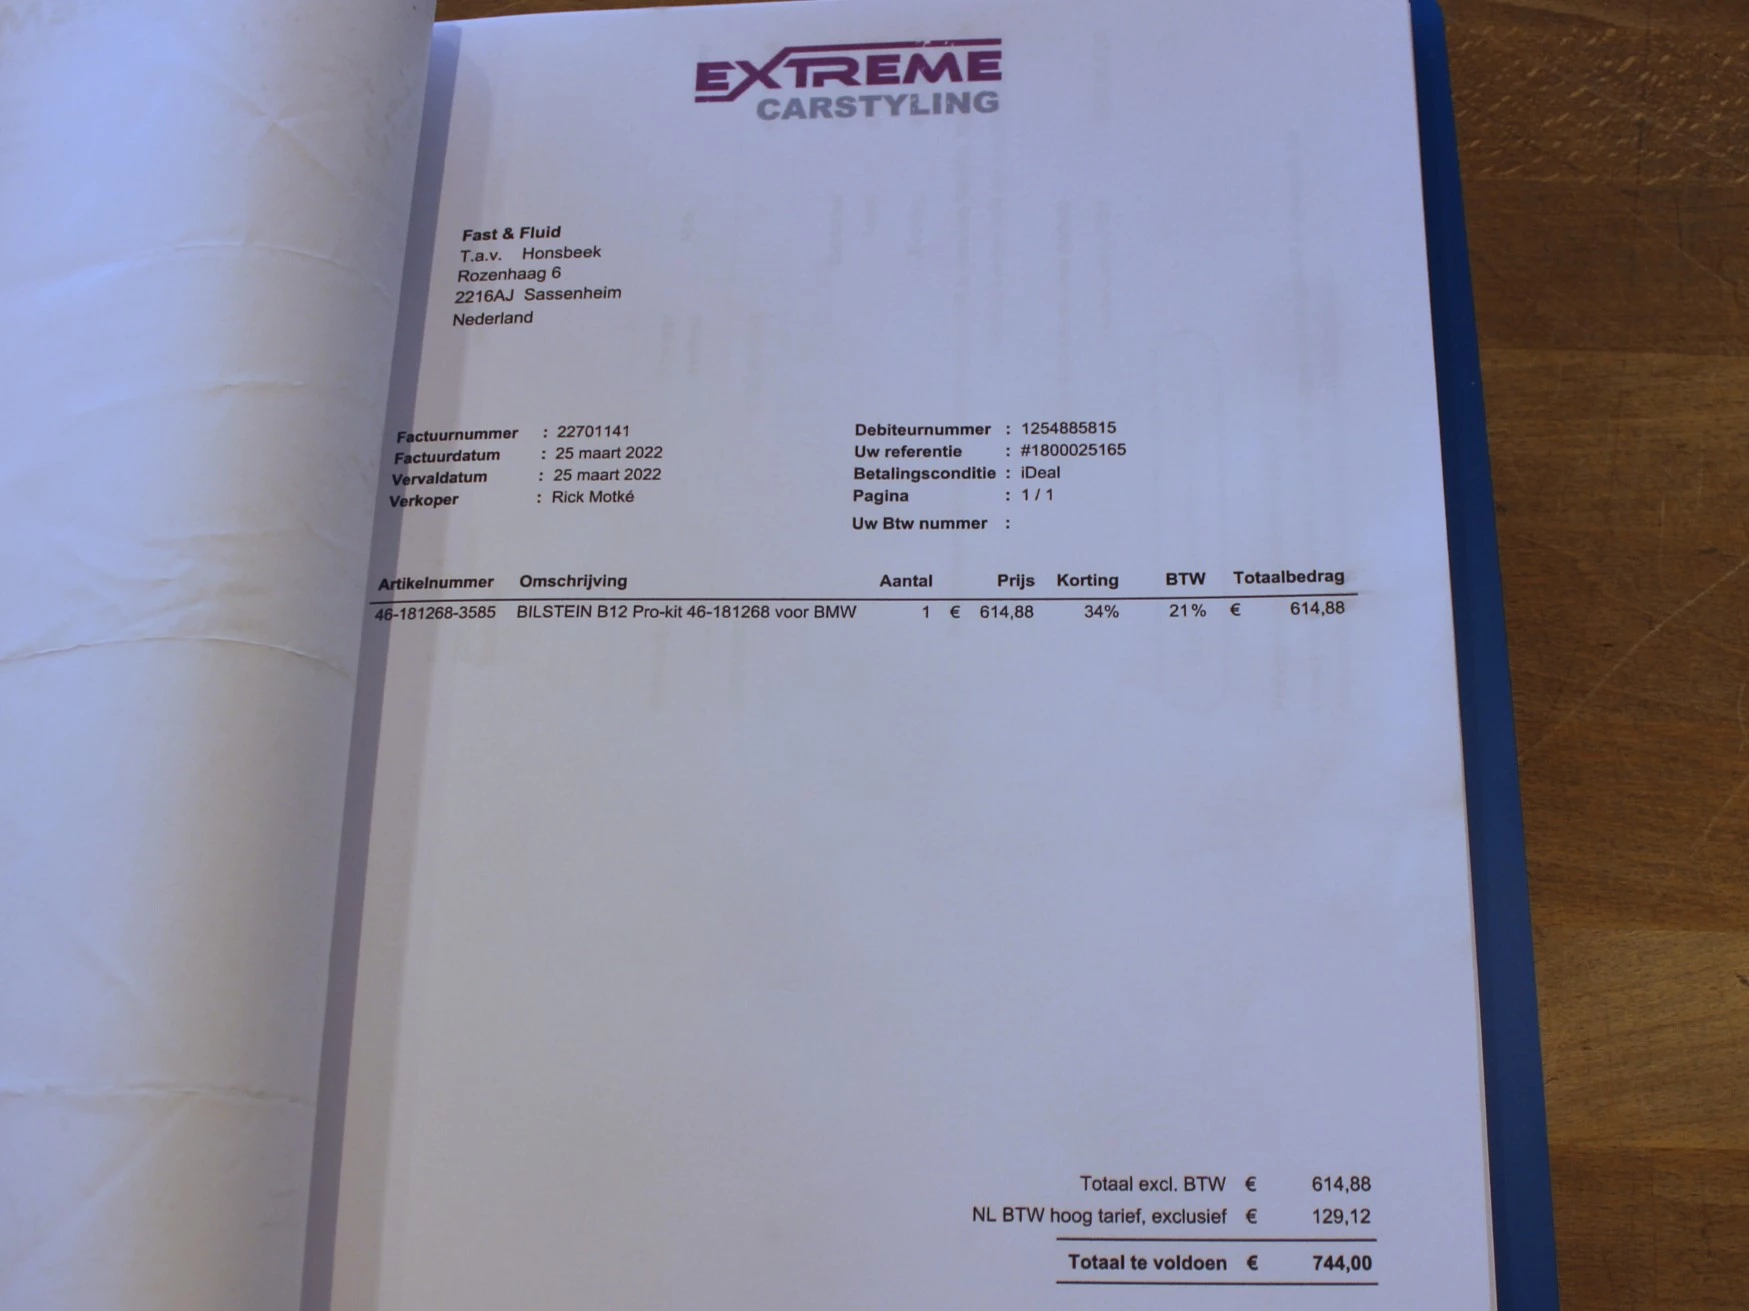 EXTREME
CARSTYLING
Fast & Fluid
T.a.v. Honsbeek
Rozenhaag 6
2216AJ Sassenheim
Nederland
Factuurnummer : 22701141
Factuurdatum : 25 maart 2022
Vervaldatum : 25 maart 2022
Verkoper : Rick Motké
Debiteurnummer : 1254885815
Uw referentie : #1800025165
Betalingsconditie : iDeal
Pagina : 1 / 1
Uw Btw nummer :
Artikelnummer Omschrijving Aantal Prijs Korting BTW Totaalbedrag
46-181268-3585 BILSTEIN B12 Pro-kit 46-181268 voor BMW 1 € 614,88 34% 21% € 614,88
Totaal excl. BTW € 614,88
NL BTW hoog tarief, exclusief € 129,12
Totaal te voldoen € 744,00